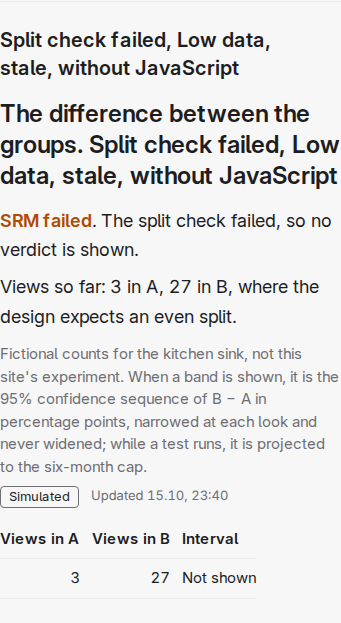 Split check failed, Low data,
stale, without JavaScript
The difference between the
groups. Split check failed, Low
data, stale, without JavaScript
SRM failed. The split check failed, so no
verdict is shown.
Views so far: 3 in A, 27 in B, where the
design expects an even split.
Fictional counts for the kitchen sink, not this
site's experiment. When a band is shown, it is the
95% confidence sequence of B − A in
percentage points, narrowed at each look and
never widened; while a test runs, it is projected
to the six-month cap.
Simulated Updated 15.10, 23:40
Views in A Views in B Interval
3 27 Not shown